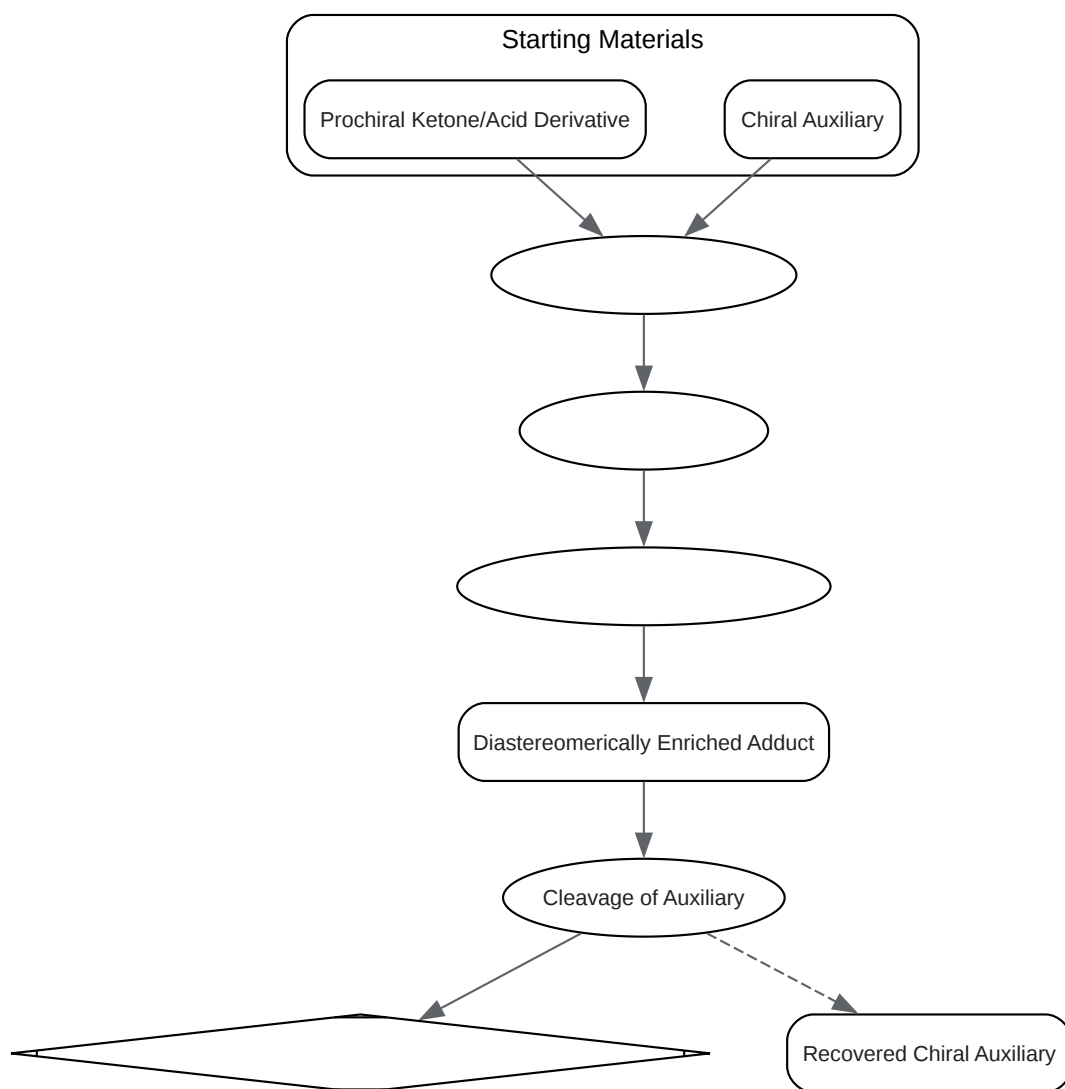 Starting Materials
Prochiral Ketone/Acid Derivative
Chiral Auxiliary
Diastereomerically Enriched Adduct
Cleavage of Auxiliary
Recovered Chiral Auxiliary